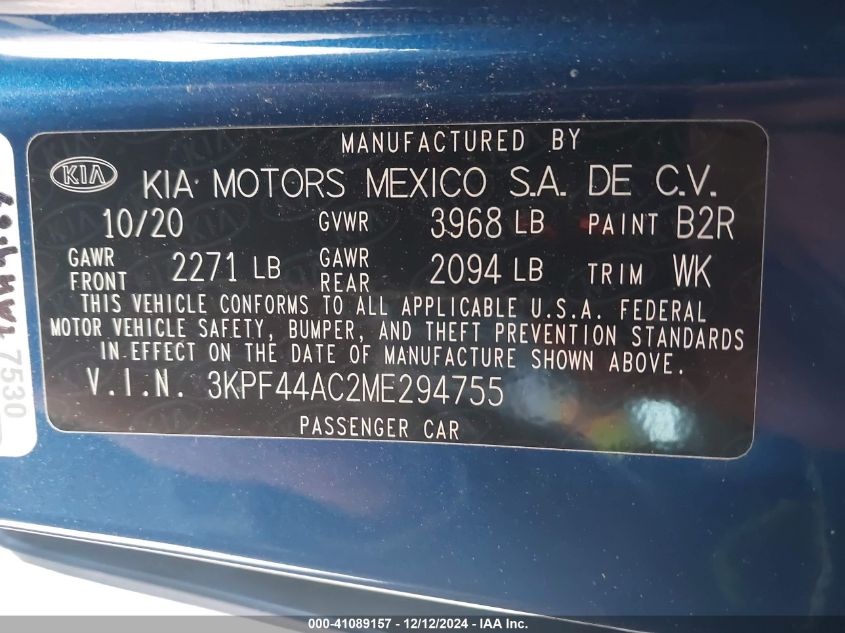 MANUFACTURED BY
KIA KIA MOTORS MEXICO S.A. DE C.V.
10/20 GVWR 3968 LB PAINT B2R
GAWR FRONT 2271 LB GAWR REAR 2094 LB TRIM WK
THIS VEHICLE CONFORMS TO ALL APPLICABLE U.S.A. FEDERAL
MOTOR VEHICLE SAFETY, BUMPER, AND THEFT PREVENTION STANDARDS
IN EFFECT ON THE DATE OF MANUFACTURE SHOWN ABOVE.
V.I.N. 3KPF44AC2ME294755
PASSENGER CAR
7530
000-41089157 - 12/12/2024 - IAA Inc.